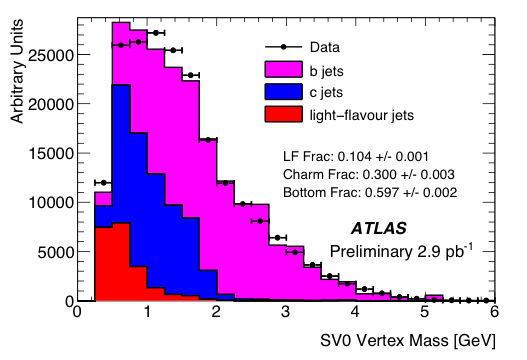 Arbitrary Units
25000
20000
15000
10000
5000
0
0 1 2 3 4 5 6
SV0 Vertex Mass [GeV]
Data
b jets
c jets
light-flavour jets
LF Frac: 0.104 +/- 0.001
Charm Frac: 0.300 +/- 0.003
Bottom Frac: 0.597 +/- 0.002
ATLAS
Preliminary 2.9 pb⁻¹